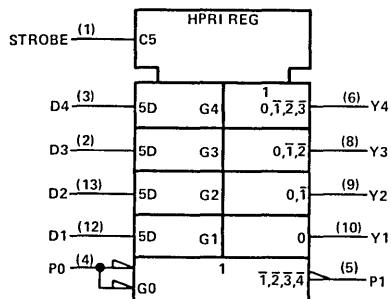 HPRI REG
STROBE (1) C5
1
D4 (3) 5D G4 0,1̅,2̅,3̅ (6) Y4
D3 (2) 5D G3 0,1̅,2̅ (8) Y3
D2 (13) 5D G2 0,1̅ (9) Y2
D1 (12) 5D G1 0 (10) Y1
P0 (4) 1 1̅,2̅,3̅,4̅ (5) P1
G0